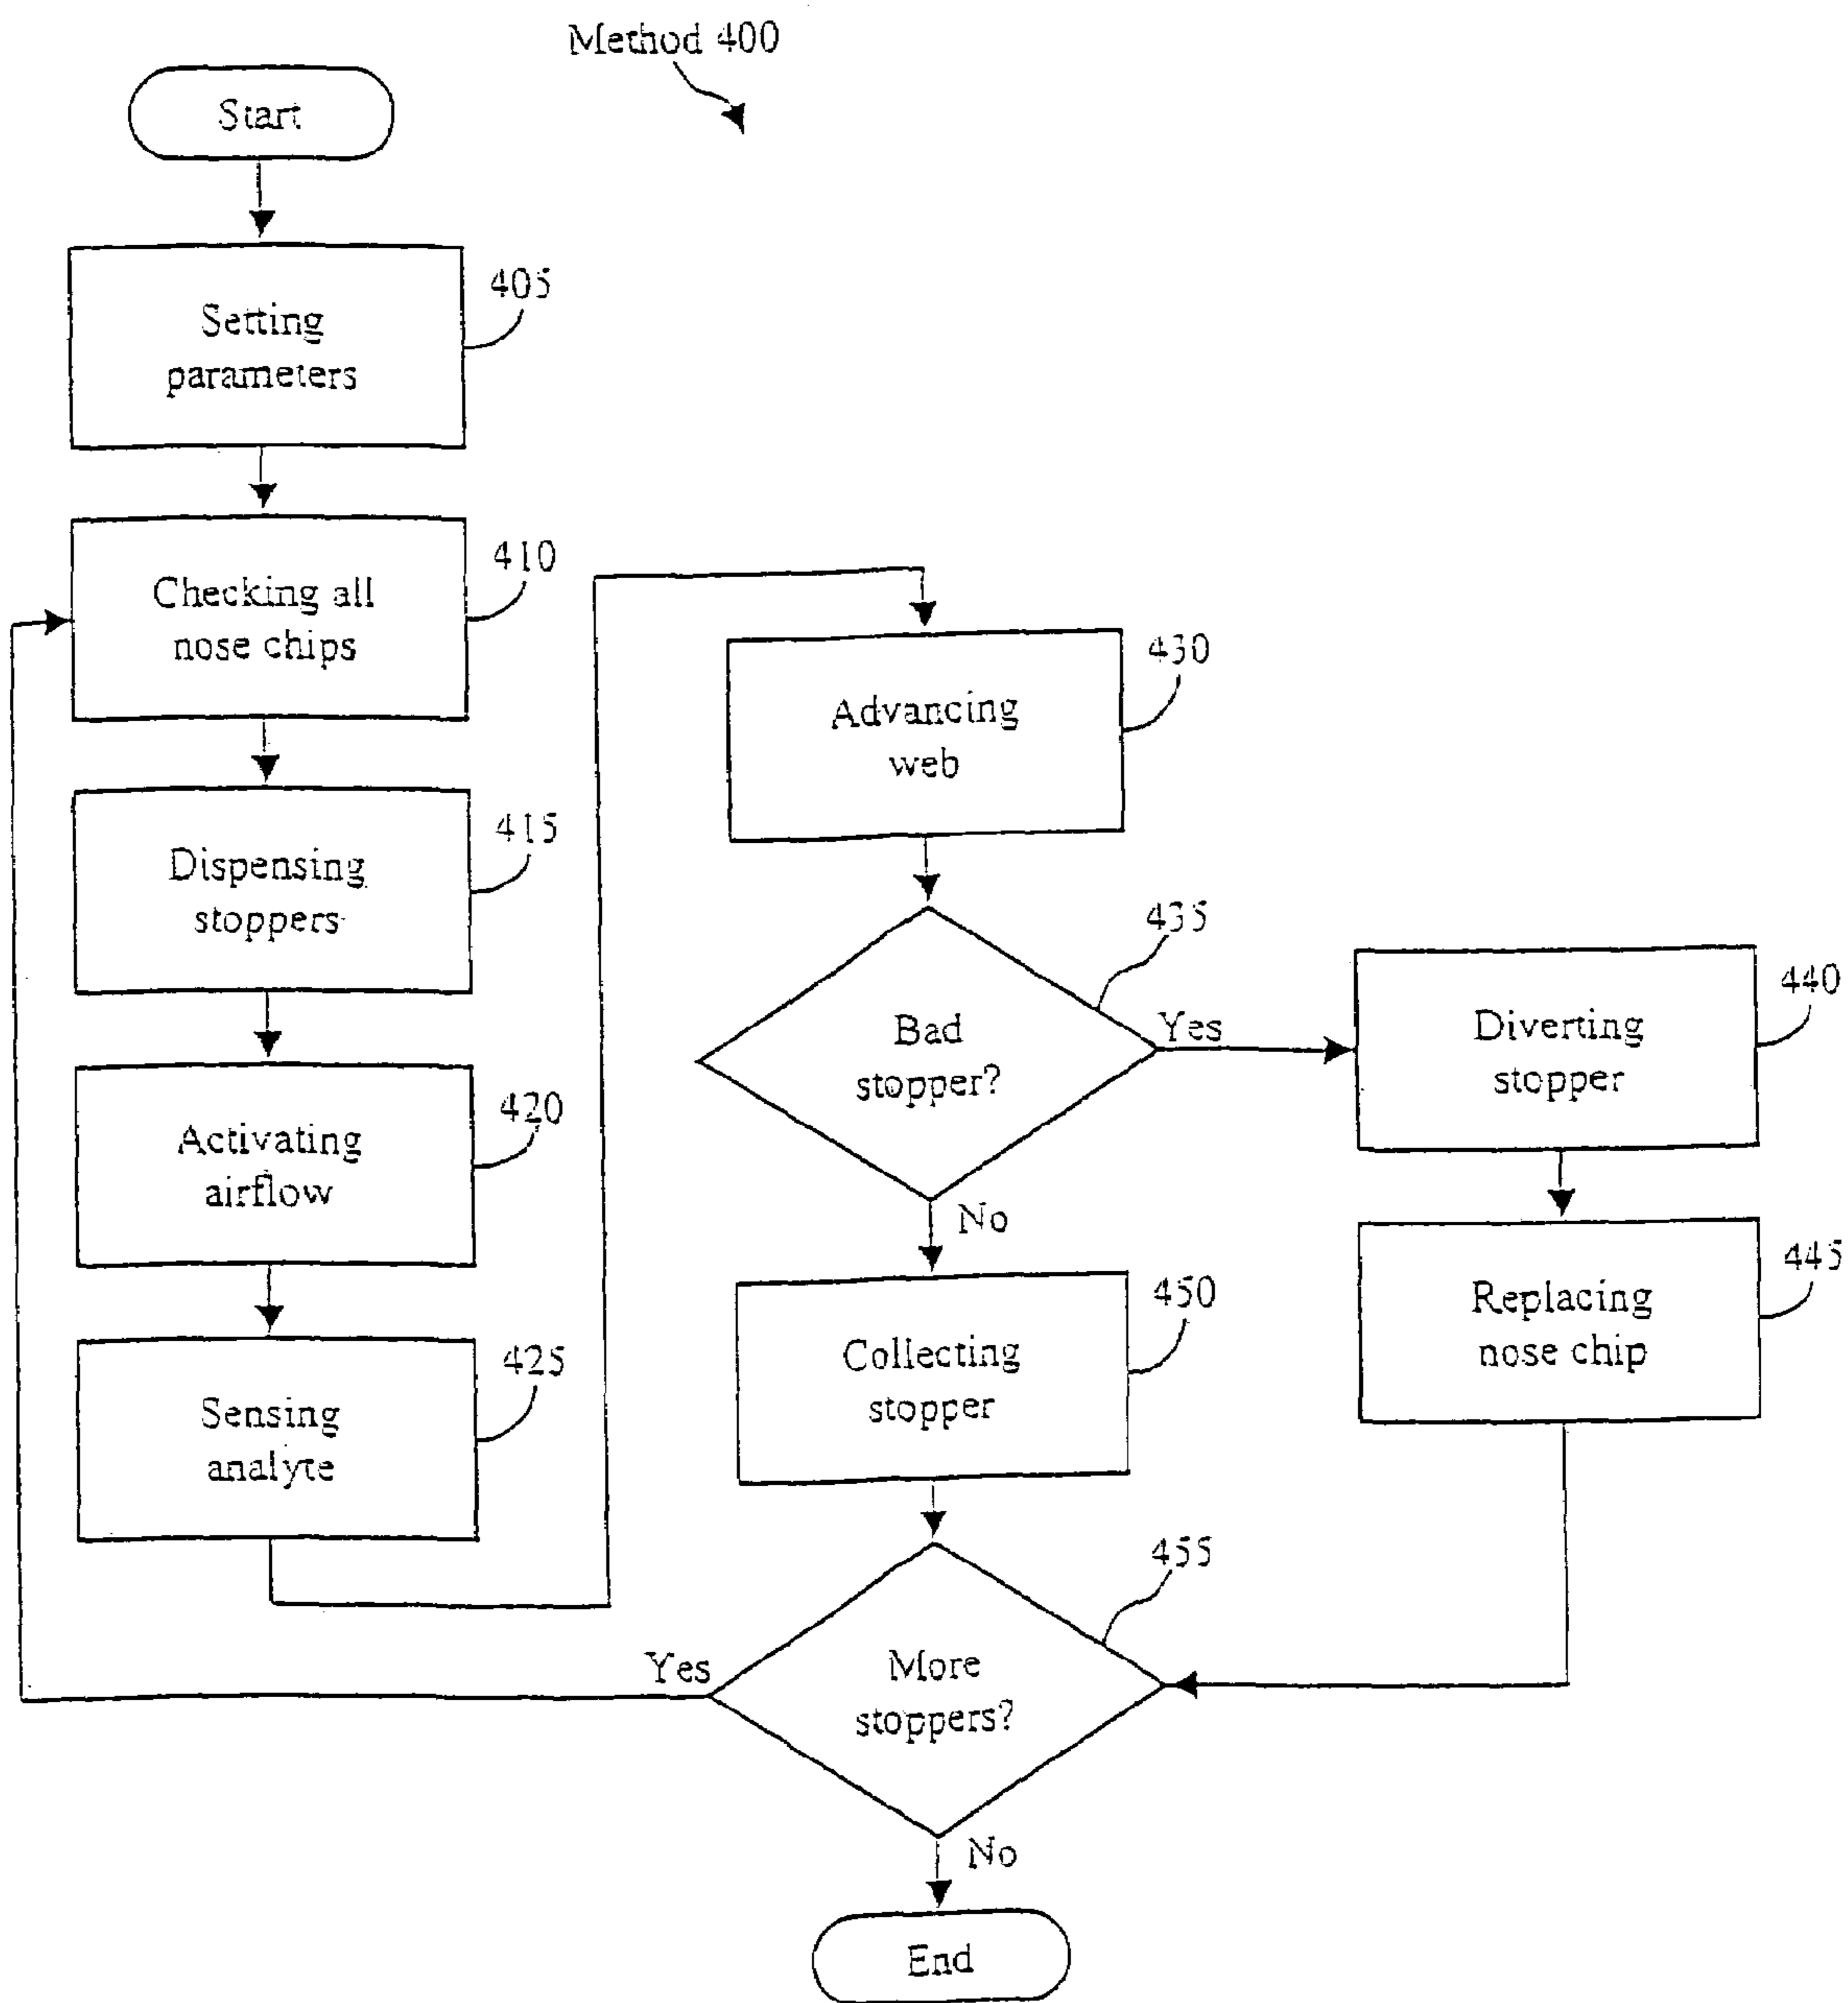 Method 400
Start
405
Setting
parameters
410
Checking all
nose chips
415
Dispensing
stoppers
420
Activating
airflow
425
Sensing
analyte
430
Advancing
web
435
Bad
stopper?
Yes
No
440
Diverting
stopper
445
Replacing
nose chip
450
Collecting
stopper
455
More
stoppers?
Yes
No
End